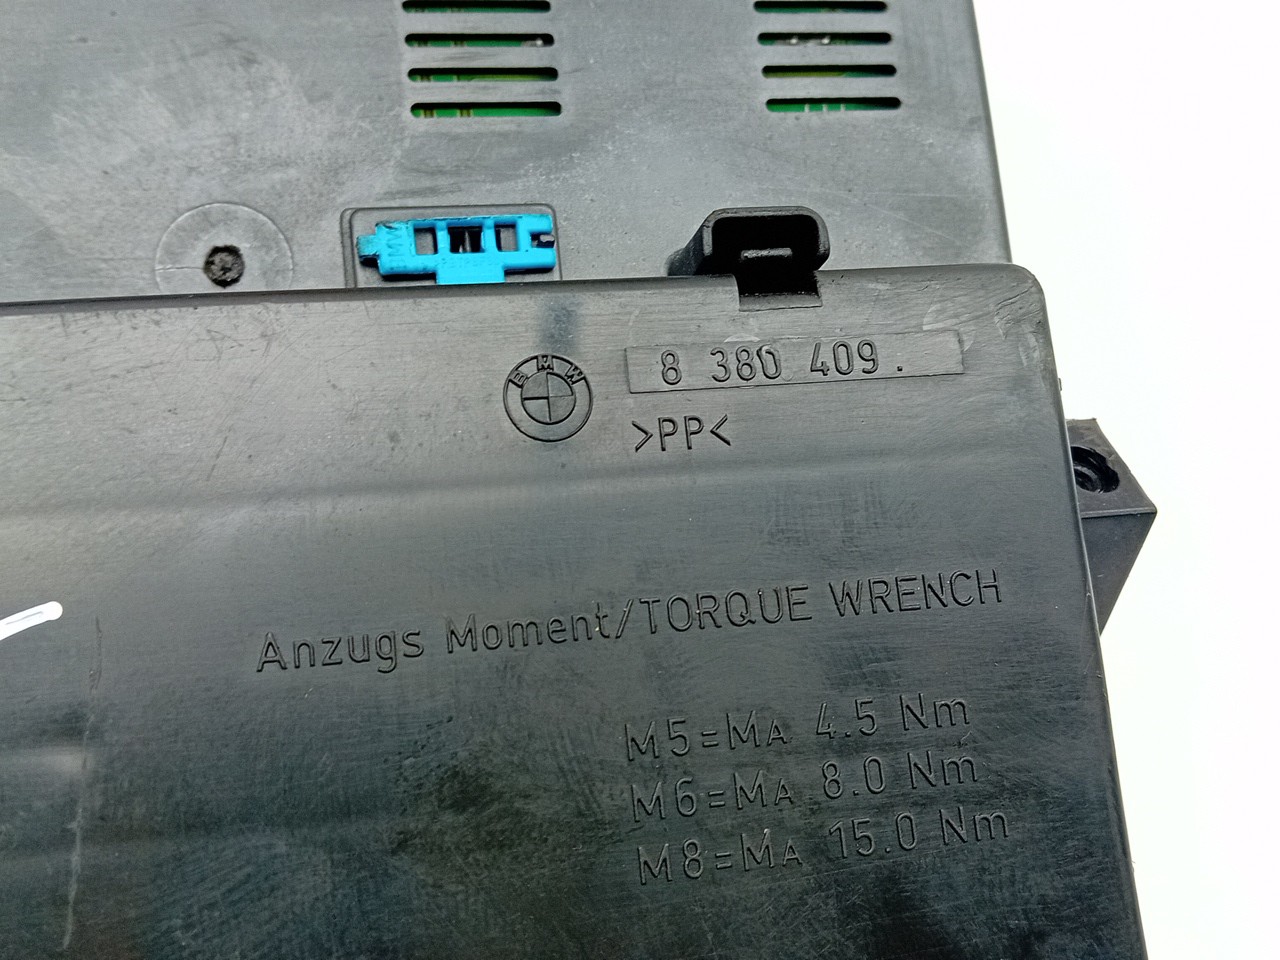 BMW
8 380 409.
>PP<
Anzugs Moment/TORQUE WRENCH
M5=MA 4.5 Nm
M6=MA 8.0 Nm
M8=MA 15.0 Nm